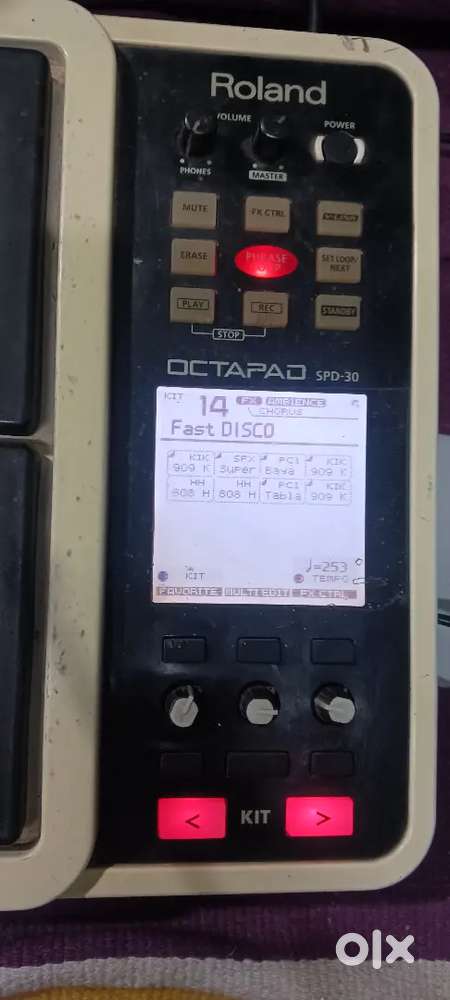 Roland
VOLUME
POWER
PHONES
MASTER
MUTE
FX CTRL
V-LINK
ERASE
PHRASE
SET LOOP/
NEXT
PLAY
REC
STANDBY
STOP
OCTAPAD SPD-30
KIT 14 FX AMBIENCE
CHORUS
Fast DISCO
KIK SFX PC1 KIK
909 K Super Baya 909 K
HH HH PC1 KIK
808 H 808 H Tabla 909 K
♩=253
KIT TEMPO
FAVORITE MULTI EDIT FX CTRL
< KIT >
olx